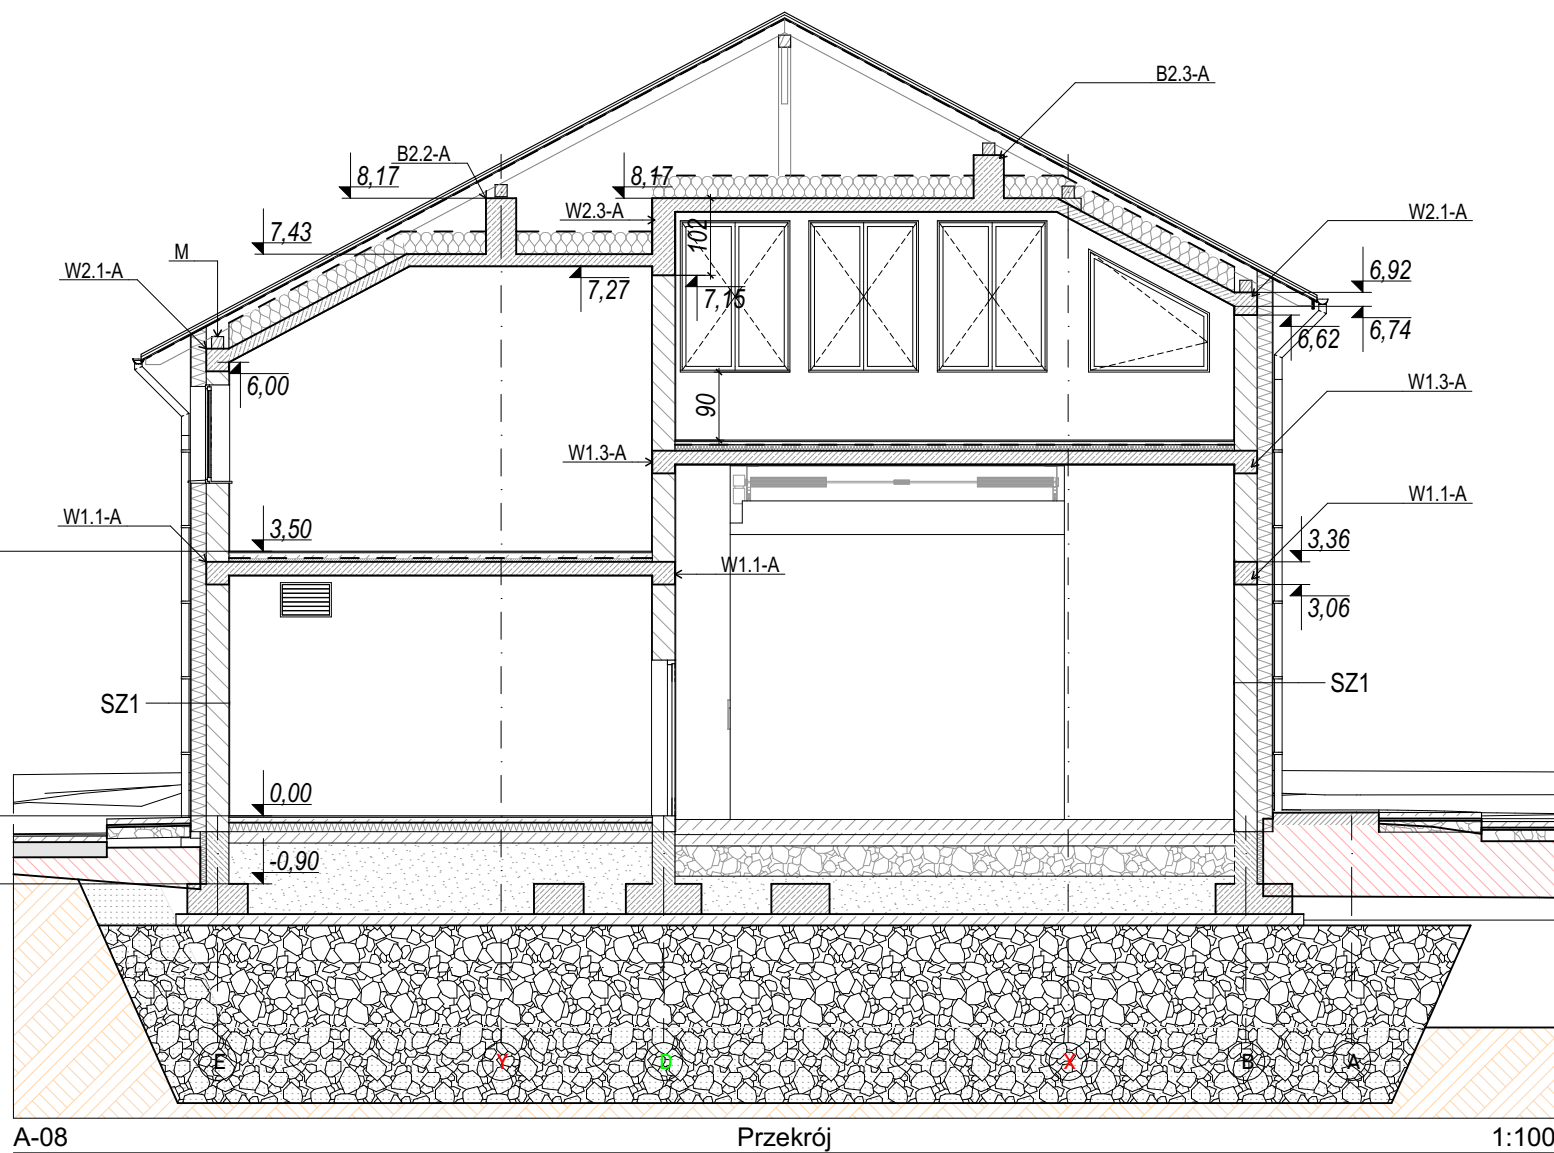 B2.3-A
B2.2-A
8,17
8,17
W2.3-A
W2.1-A
7,43
102
M
W2.1-A
6,92
7,27
7,15
6,62
6,74
6,00
W1.3-A
90
W1.3-A
W1.1-A
W1.1-A
3,50
3,36
W1.1-A
3,06
SZ1
SZ1
0,00
-0,90
E
Y
D
X
B
A
A-08
Przekrój
1:100